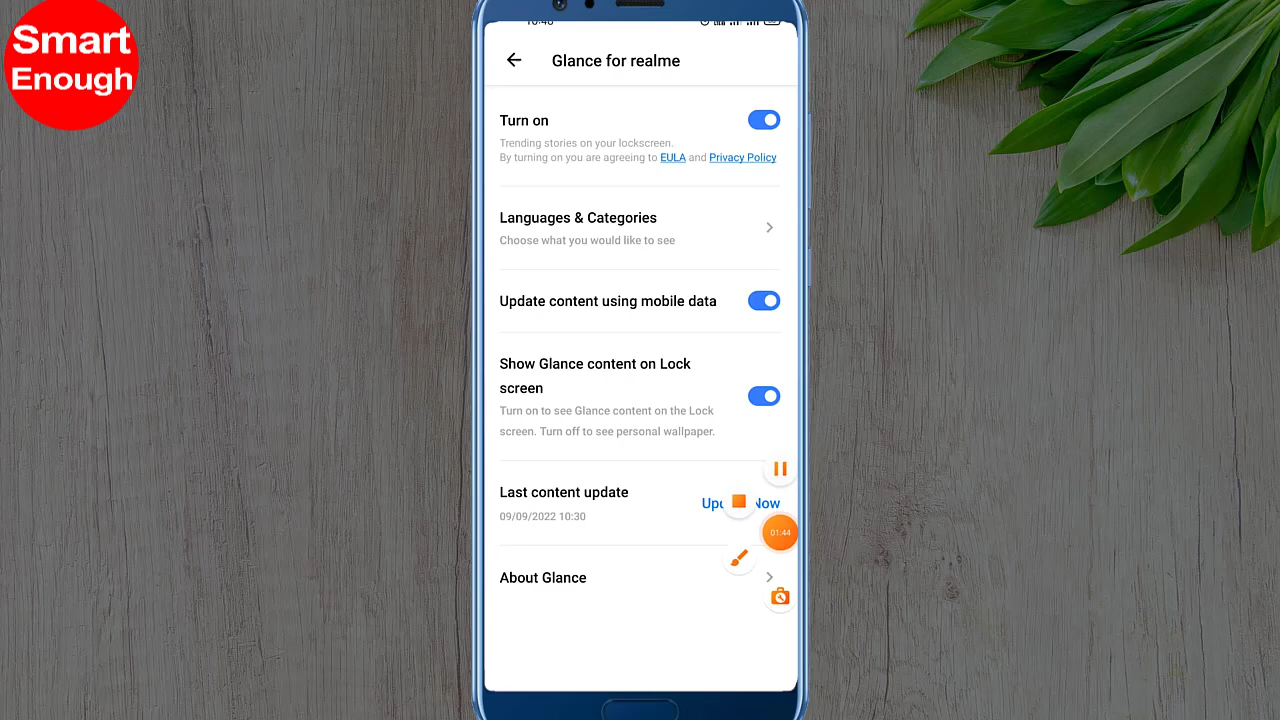 Smart
Enough
Glance for realme
Turn on
Trending stories on your lockscreen.
By turning on you are agreeing to EULA and Privacy Policy
Languages & Categories
Choose what you would like to see
Update content using mobile data
Show Glance content on Lock
screen
Turn on to see Glance content on the Lock
screen. Turn off to see personal wallpaper.
Last content update
Now
09/09/2022 10:30
01:44
About Glance